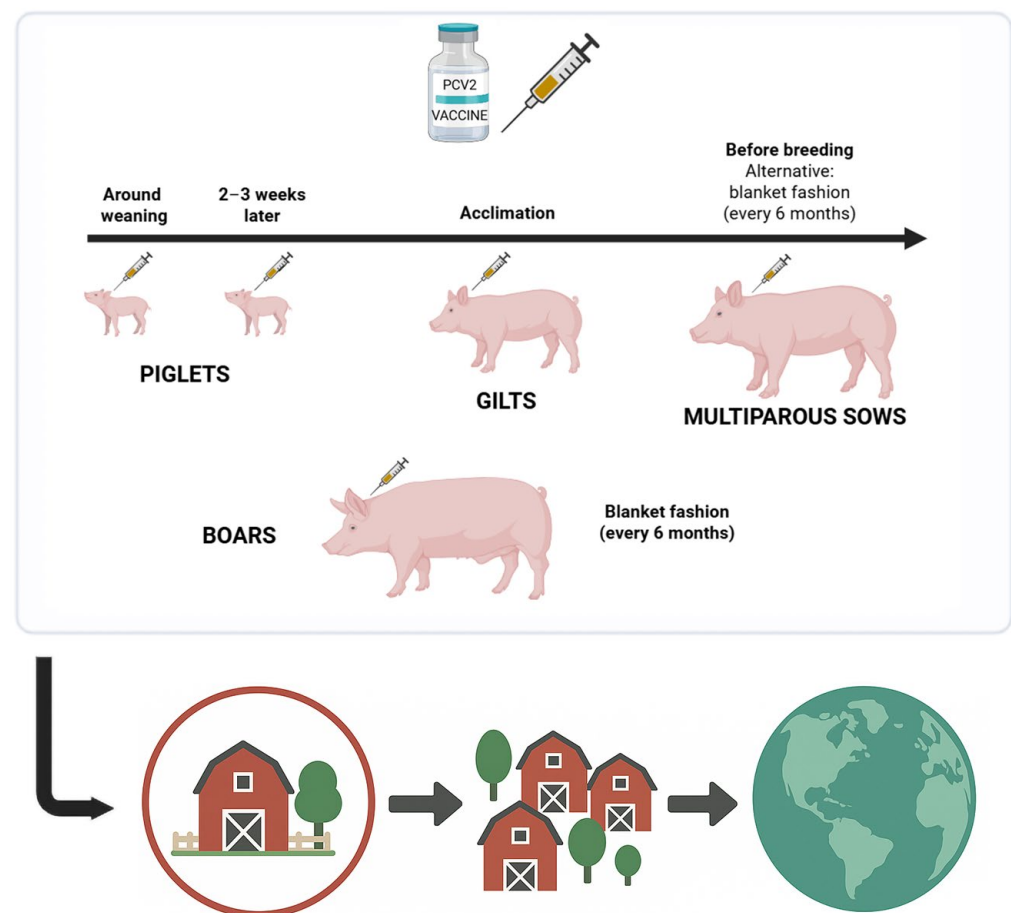 PCV2
VACCINE
Around
weaning
2–3 weeks
later
Acclimation
Before breeding
Alternative:
blanket fashion
(every 6 months)
PIGLETS
GILTS
MULTIPAROUS SOWS
BOARS
Blanket fashion
(every 6 months)